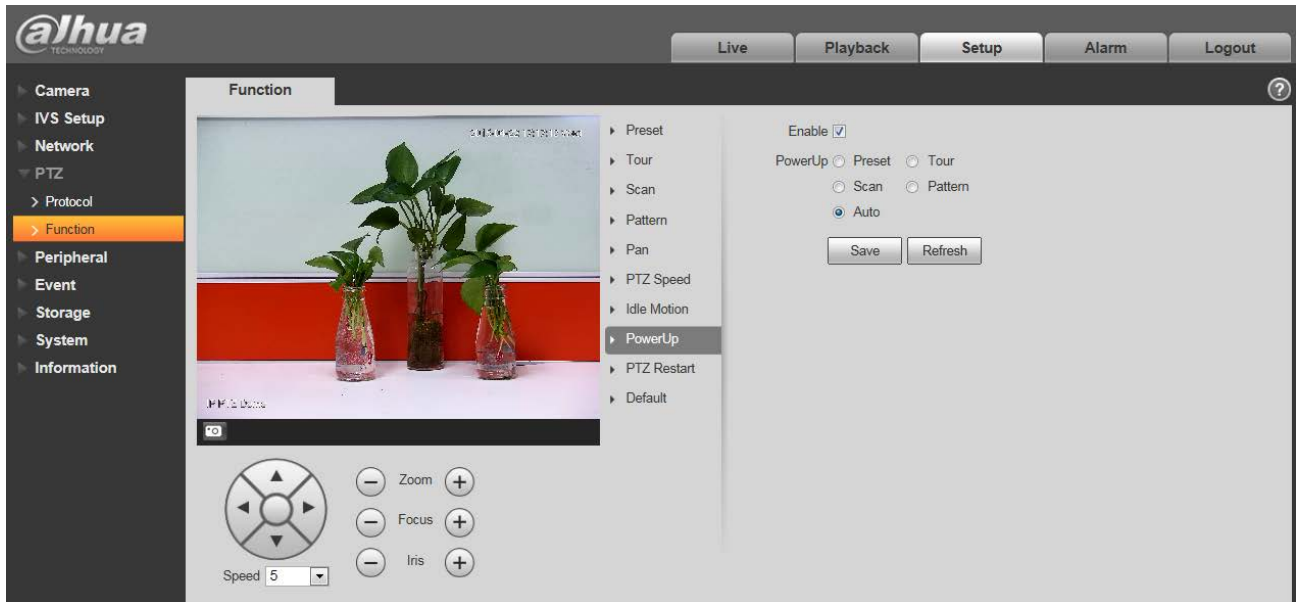 alhua
TECHNOLOGY
Live Playback Setup Alarm Logout
Camera
IVS Setup
Network
PTZ
Protocol
Function
Peripheral
Event
Storage
System
Information
Function
?
Preset
Tour
Scan
Pattern
Pan
PTZ Speed
Idle Motion
PowerUp
PTZ Restart
Default
Enable
PowerUp Preset Tour
Scan Pattern
Auto
Save Refresh
Zoom
Focus
Iris
Speed 5